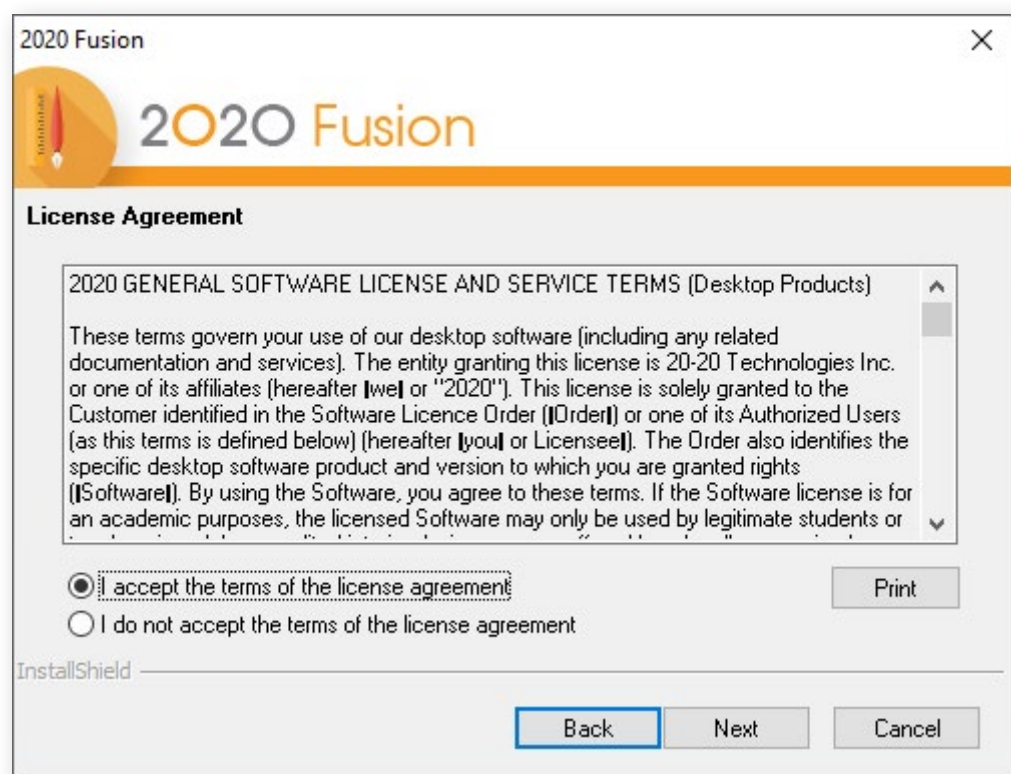 2020 Fusion
2020 Fusion
License Agreement
2020 GENERAL SOFTWARE LICENSE AND SERVICE TERMS (Desktop Products)
These terms govern your use of our desktop software (including any related
documentation and services). The entity granting this license is 20-20 Technologies Inc.
or one of its affiliates (hereafter |we| or "2020"). This license is solely granted to the
Customer identified in the Software Licence Order (|Order|) or one of its Authorized Users
(as this terms is defined below) (hereafter |you| or Licensee|). The Order also identifies the
specific desktop software product and version to which you are granted rights
(|Software|). By using the Software, you agree to these terms. If the Software license is for
an academic purposes, the licensed Software may only be used by legitimate students or
I accept the terms of the license agreement
Print
I do not accept the terms of the license agreement
InstallShield
Back
Next
Cancel